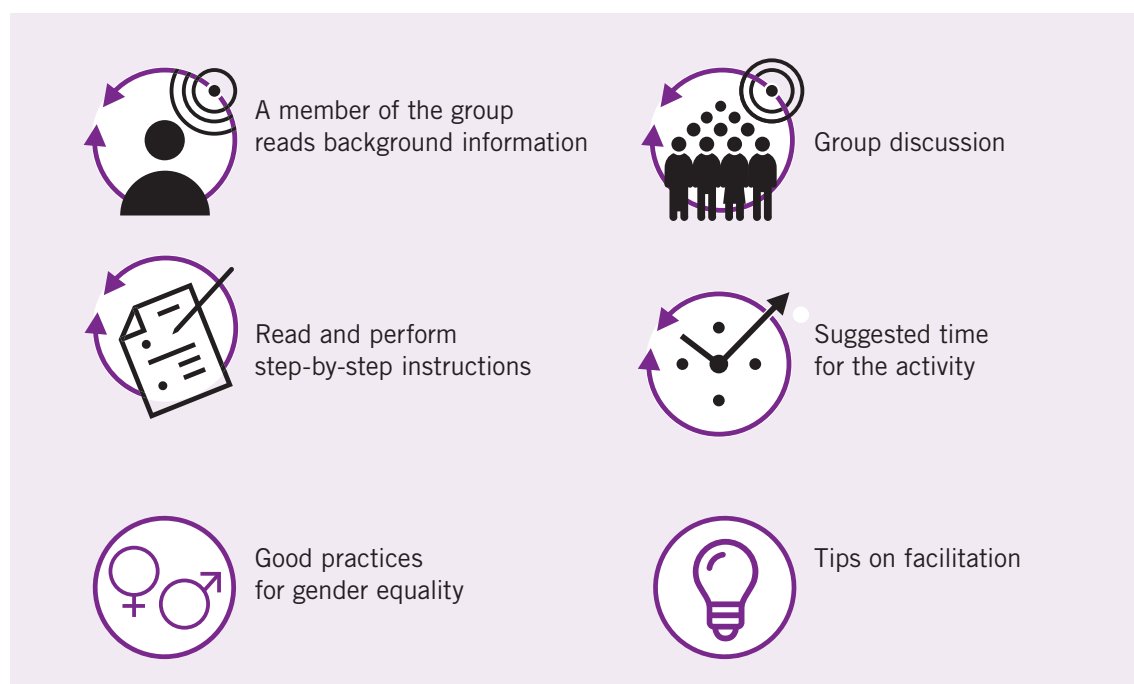 A member of the group
reads background information
Group discussion
Read and perform
step-by-step instructions
Suggested time
for the activity
Good practices
for gender equality
Tips on facilitation